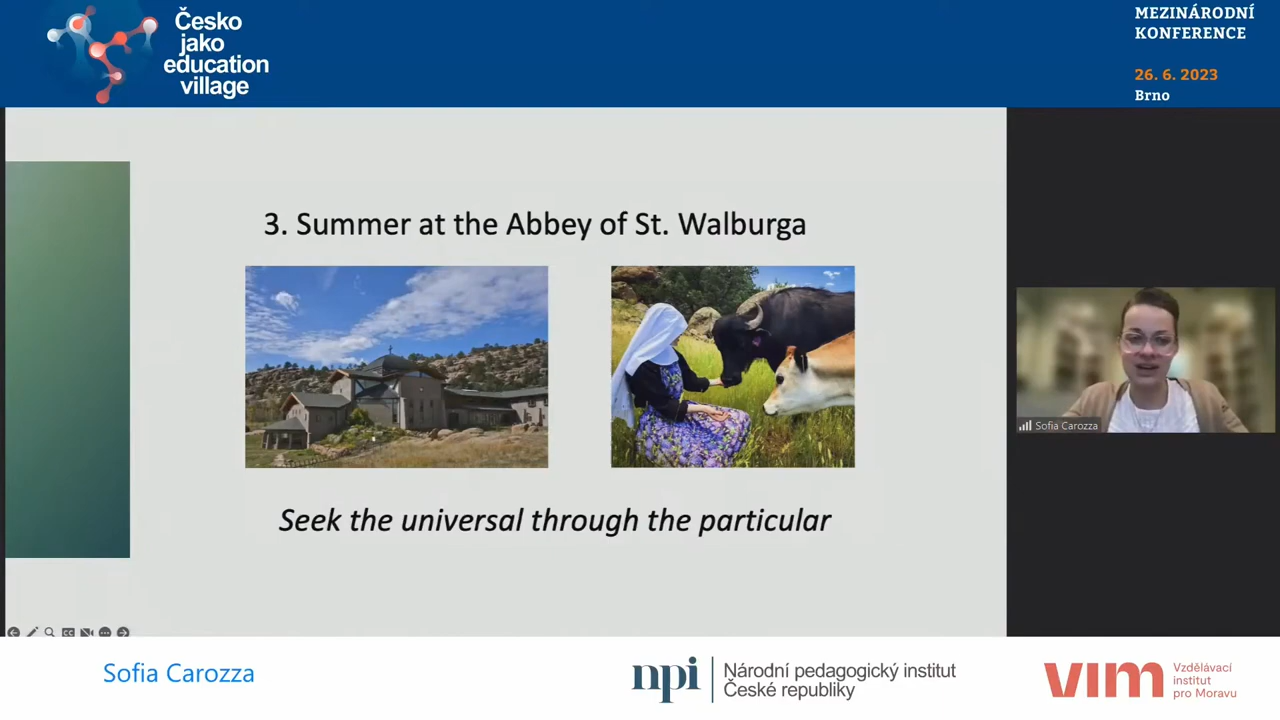 Česko
jako
education
village
MEZINÁRODNÍ
KONFERENCE
26. 6. 2023
Brno
3. Summer at the Abbey of St. Walburga
Seek the universal through the particular
Sofia Carozza
CC
Sofia Carozza
npi
Národní pedagogický institut
České republiky
vim
Vzdělávací
institut
pro Moravu